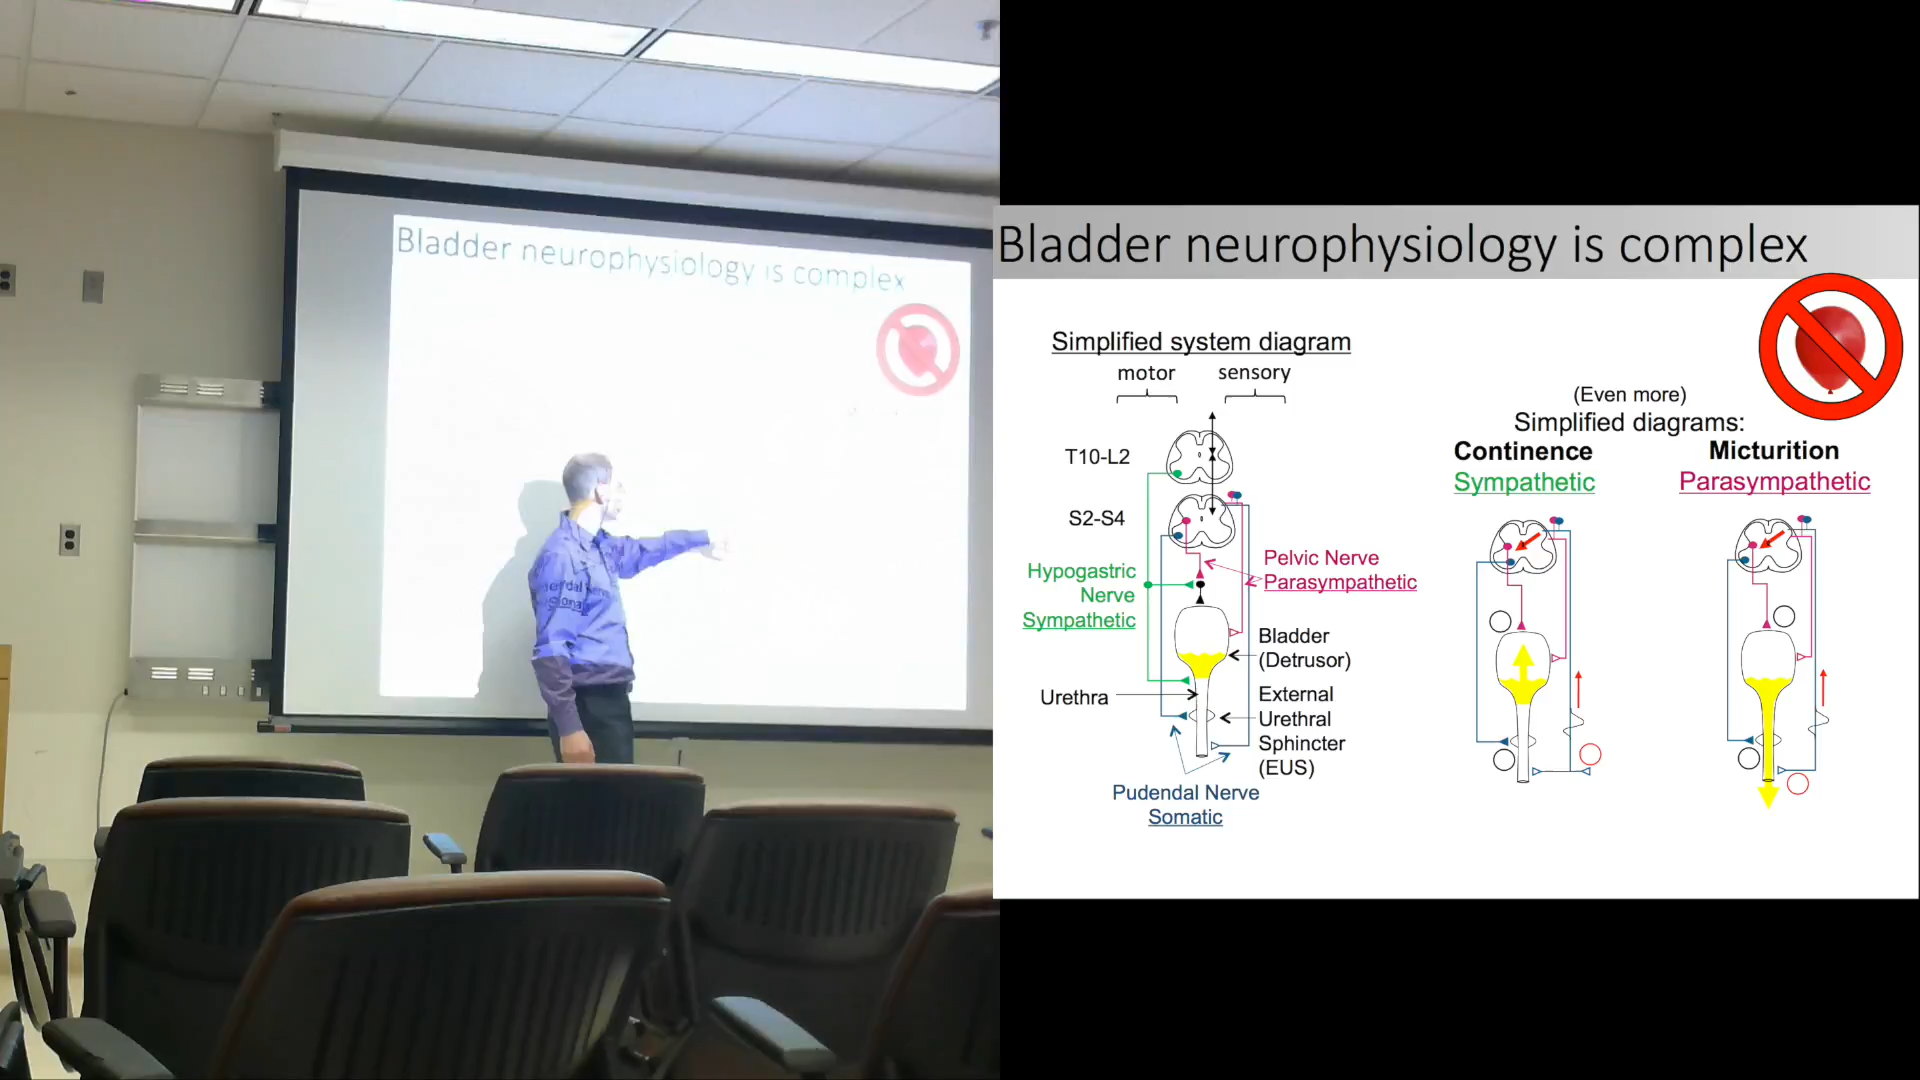 Bladder neurophysiology is complex
Bladder neurophysiology is complex
Simplified system diagram
motor
sensory
T10-L2
S2-S4
Hypogastric
Nerve
Sympathetic
Pelvic Nerve
Parasympathetic
Bladder
(Detrusor)
Urethra
External
Urethral
Sphincter
(EUS)
Pudendal Nerve
Somatic
(Even more)
Simplified diagrams:
Continence
Sympathetic
Micturition
Parasympathetic